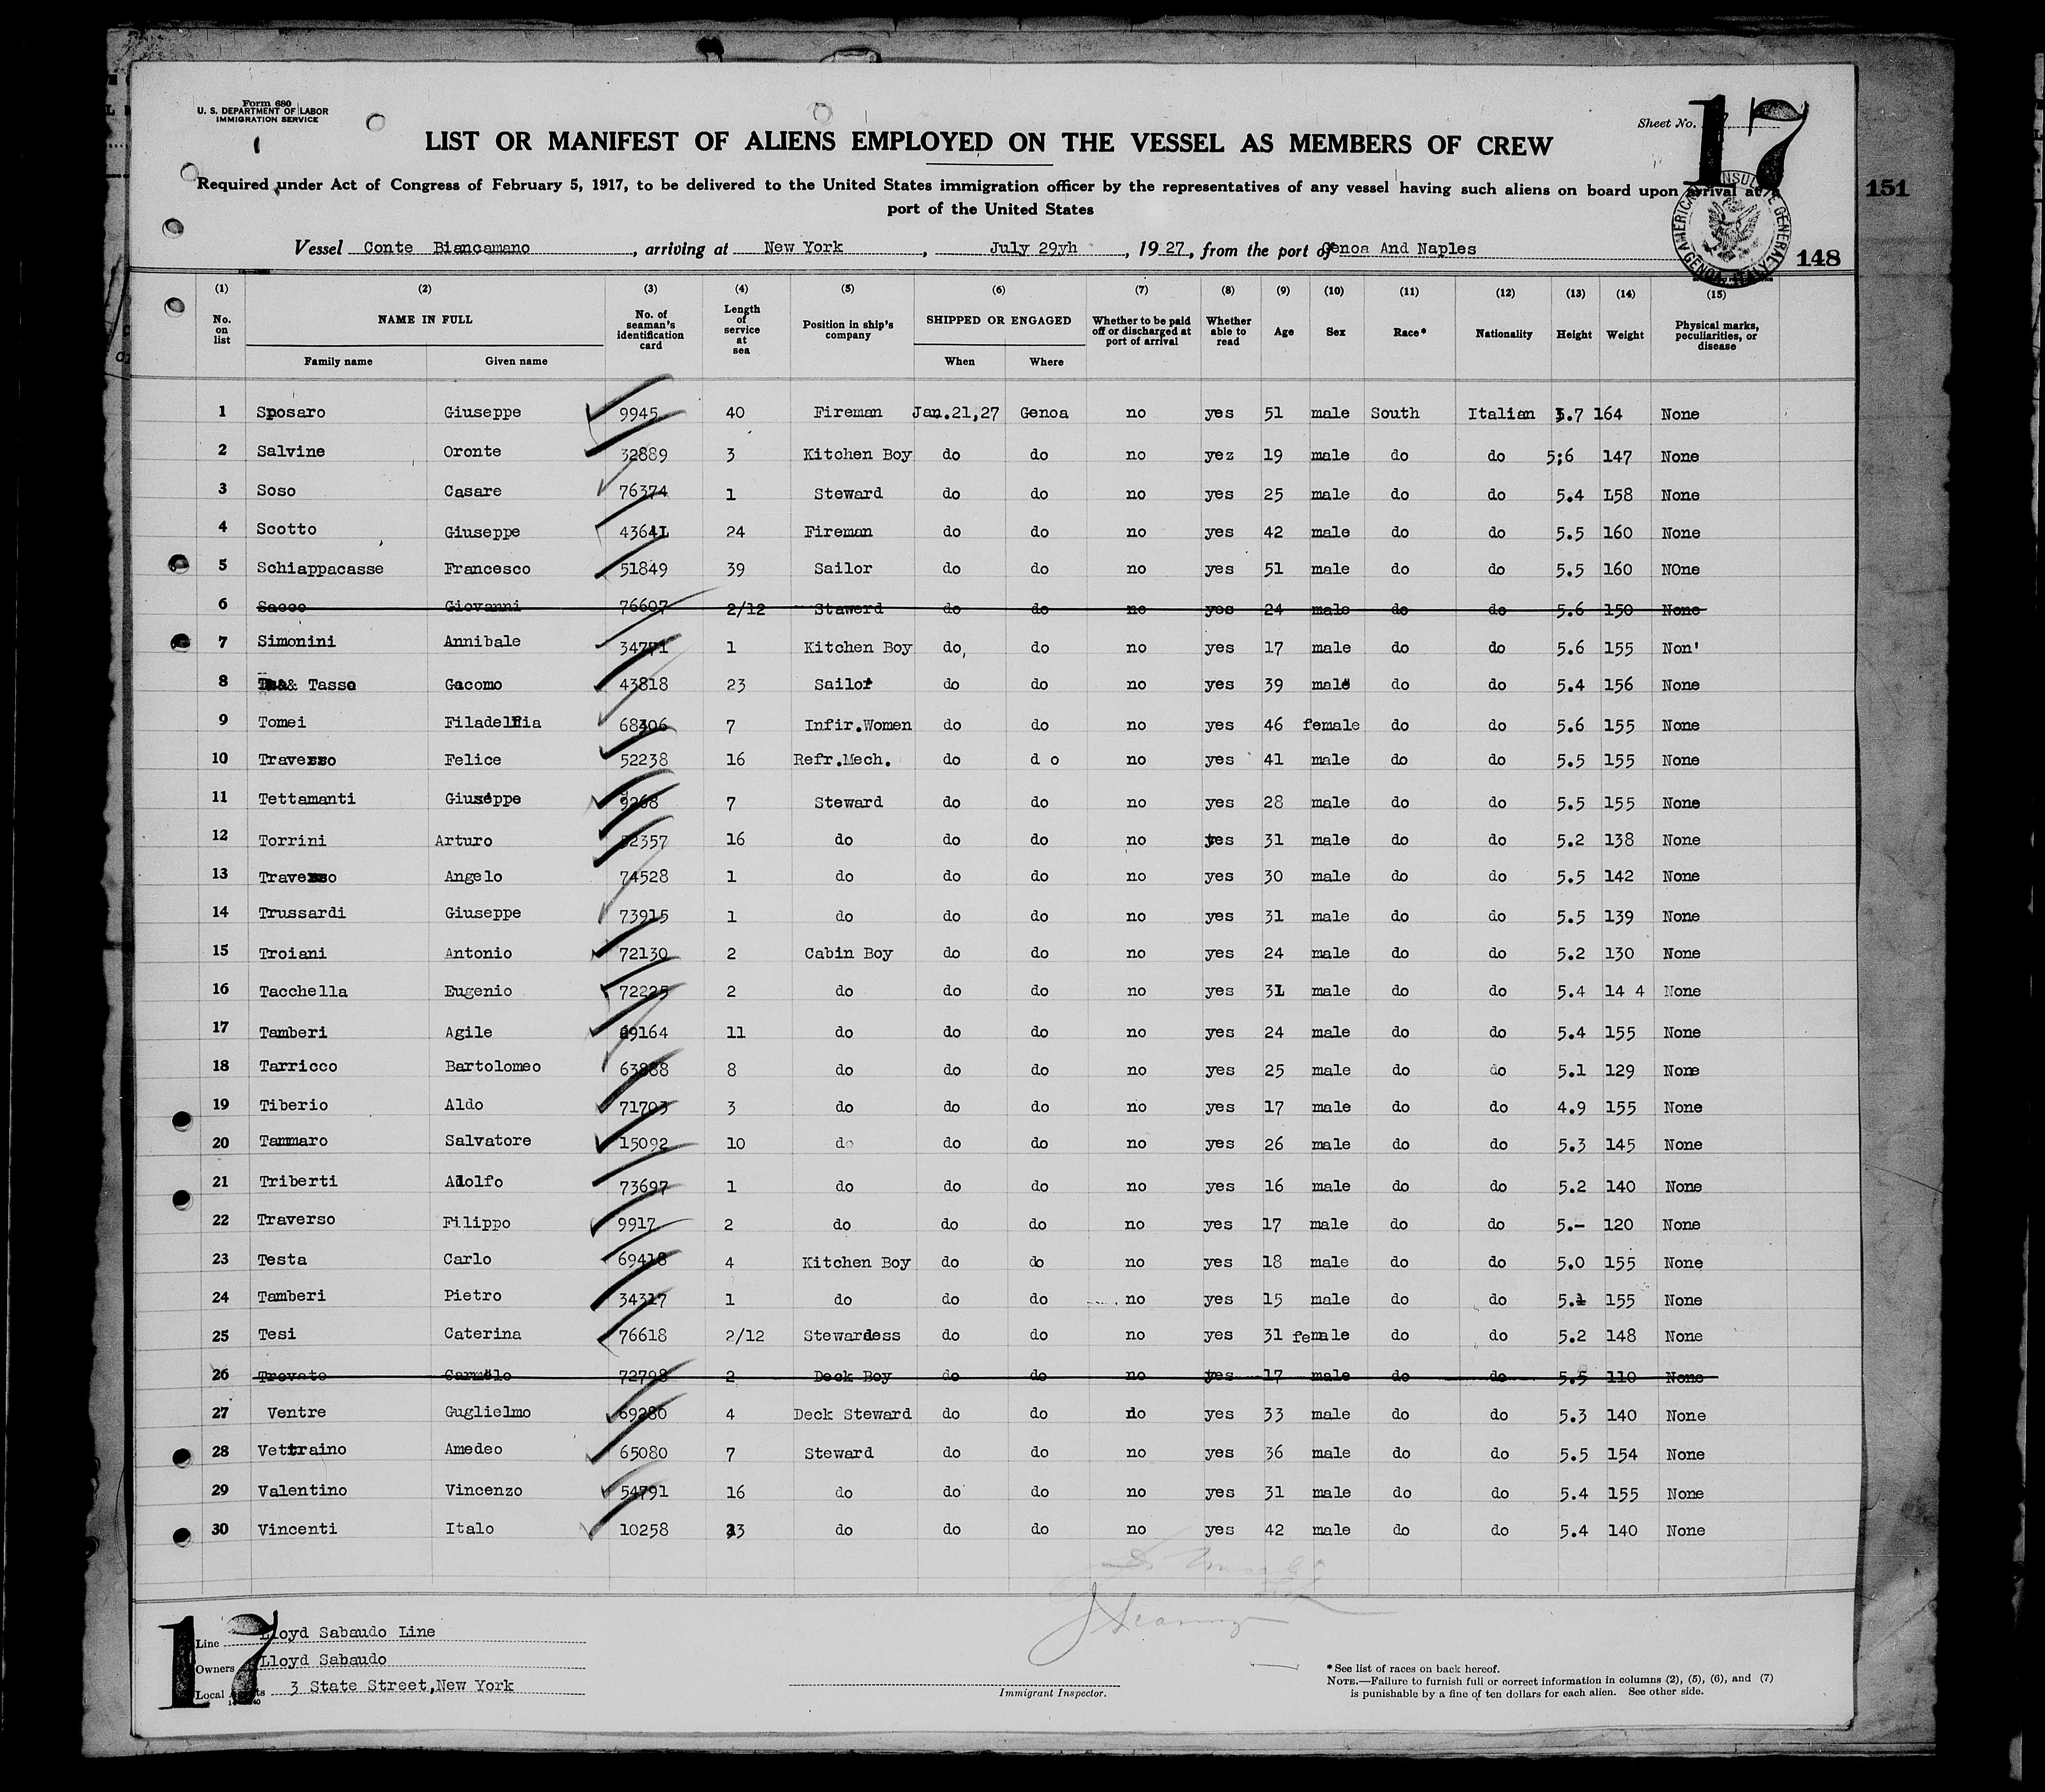 Form 680
U. S. DEPARTMENT OF LABOR
IMMIGRATION SERVICE
Sheet No.
17
LIST OR MANIFEST OF ALIENS EMPLOYED ON THE VESSEL AS MEMBERS OF CREW
Required under Act of Congress of February 5, 1917, to be delivered to the United States immigration officer by the representatives of any vessel having such aliens on board upon arrival at a
port of the United States
151
AMERICAN CONSULATE GENERAL GENOA, ITALY
Vessel Conte Biancamano, arriving at New York, July 29yh, 1927, from the port of Genoa And Naples
148
(1) (2) (3) (4) (5) (6) (7) (8) (9) (10) (11) (12) (13) (14) (15)
No. on list NAME IN FULL Family name Given name No. of seaman's identification card Length of service at sea Position in ship's company SHIPPED OR ENGAGED When Where Whether to be paid off or discharged at port of arrival Whether able to read Age Sex Race* Nationality Height Weight Physical marks, peculiarities, or disease
1 Sposaro Giuseppe 9945 40 Fireman Jan.21,27 Genoa no yes 51 male South Italian 5.7 164 None
2 Salvine Oronte 32889 3 Kitchen Boy do do no yez 19 male do do 5;6 147 None
3 Soso Casare 76374 1 Steward do do no yes 25 male do do 5.4 L58 None
4 Scotto Giuseppe 4364L 24 Fireman do do no yes 42 male do do 5.5 160 None
5 Schiappacasse Francesco 51849 39 Sailor do do no yes 51 male do do 5.5 160 NOne
6 Sacco Giovanni 76607 2/12 Stawerd do do no yes 24 male do do 5.6 150 None
7 Simonini Annibale 34771 1 Kitchen Boy do, do no yes 17 male do do 5.6 155 Non'
8 Tasso Gacomo 43818 23 Sailor do do no yes 39 male do do 5.4 156 None
9 Tomei Filadelfia 68306 7 Infir.Women do do no yes 46 female do do 5.6 155 None
10 Traverso Felice 52238 16 Refr.Mech. do d o no yes 41 male do do 5.5 155 None
11 Tettamanti Giuseppe 9268 7 Steward do do no yes 28 male do do 5.5 155 None
12 Torrini Arturo 52357 16 do do do no yes 31 male do do 5.2 138 None
13 Traverso Angelo 74528 1 do do do no yes 30 male do do 5.5 142 None
14 Trussardi Giuseppe 73915 1 do do do no yes 31 male do do 5.5 139 None
15 Troiani Antonio 72130 2 Cabin Boy do do no yes 24 male do do 5.2 130 None
16 Tacchella Eugenio 72225 2 do do do no yes 3L male do do 5.4 14 4 None
17 Tamberi Agile 69164 11 do do do no yes 24 male do do 5.4 155 None
18 Tarricco Bartolomeo 63888 8 do do do no yes 25 male do do 5.1 129 None
19 Tiberio Aldo 71703 3 do do do no yes 17 male do do 4.9 155 None
20 Tammaro Salvatore 15092 10 do do do no yes 26 male do do 5.3 145 None
21 Triberti Adolfo 73697 1 do do do no yes 16 male do do 5.2 140 None
22 Traverso Filippo 9917 2 do do do no yes 17 male do do 5.- 120 None
23 Testa Carlo 69418 4 Kitchen Boy do do no yes 18 male do do 5.0 155 None
24 Tamberi Pietro 34317 1 do do do no yes 15 male do do 5.1 155 None
25 Tesi Caterina 76618 2/12 Stewardess do do no yes 31 female do do 5.2 148 None
26 Trovato Carmelo 72798 2 Deck Boy do do no yes 17 male do do 5.5 110 None
27 Ventre Guglielmo 69280 4 Deck Steward do do no yes 33 male do do 5.3 140 None
28 Vettraino Amedeo 65080 7 Steward do do no yes 36 male do do 5.5 154 None
29 Valentino Vincenzo 54791 16 do do do no yes 31 male do do 5.4 155 None
30 Vincenti Italo 10258 23 do do do no yes 42 male do do 5.4 140 None
17
Line Lloyd Sabaudo Line
Owners Lloyd Sabaudo
Local Agents 3 State Street,New York
Immigrant Inspector.
* See list of races on back hereof.
NOTE.—Failure to furnish full or correct information in columns (2), (5), (6), and (7)
is punishable by a fine of ten dollars for each alien. See other side.